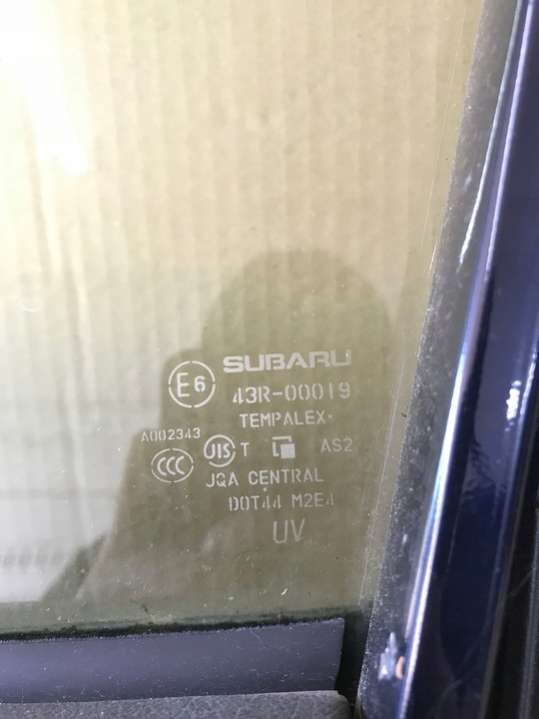 SUBARU
E6 43R-00019
TEMPALEX
A002343
CCC JIS T AS2
JQA CENTRAL
DOT44 M2E4
UV